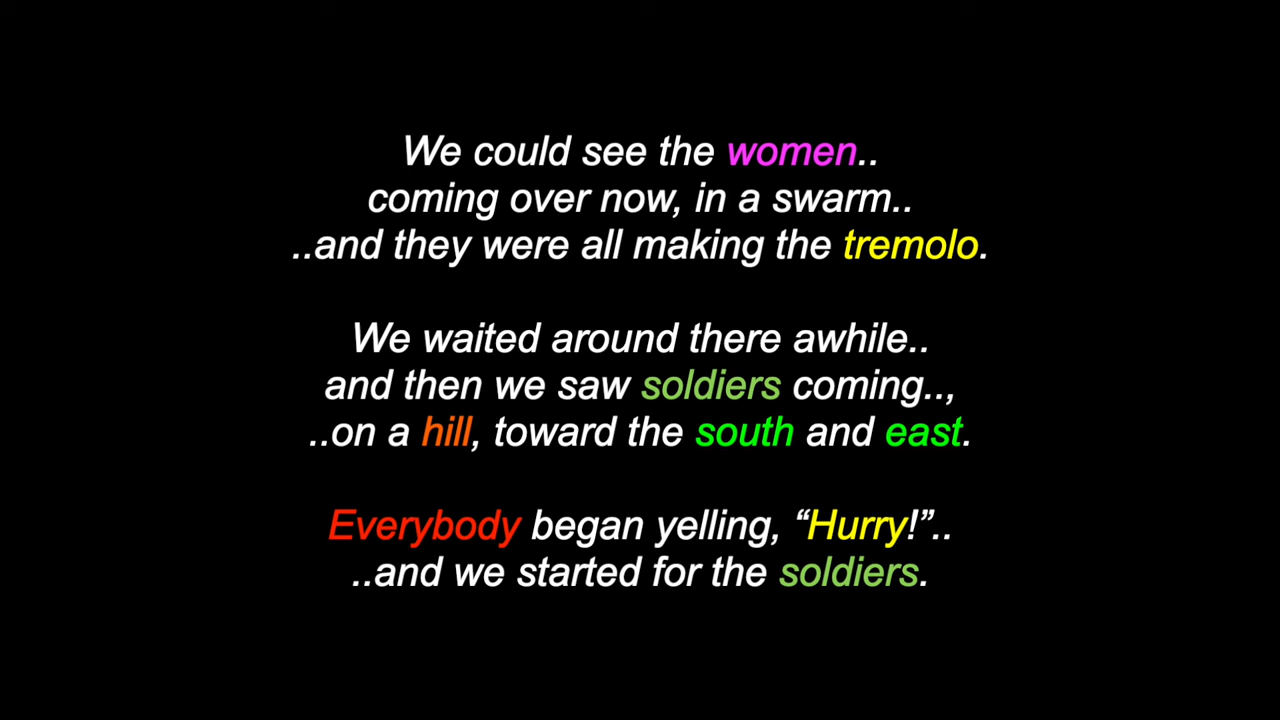 We could see the women..
coming over now, in a swarm..
..and they were all making the tremolo.
We waited around there awhile..
and then we saw soldiers coming..,
..on a hill, toward the south and east.
Everybody began yelling, “Hurry!”..
..and we started for the soldiers.